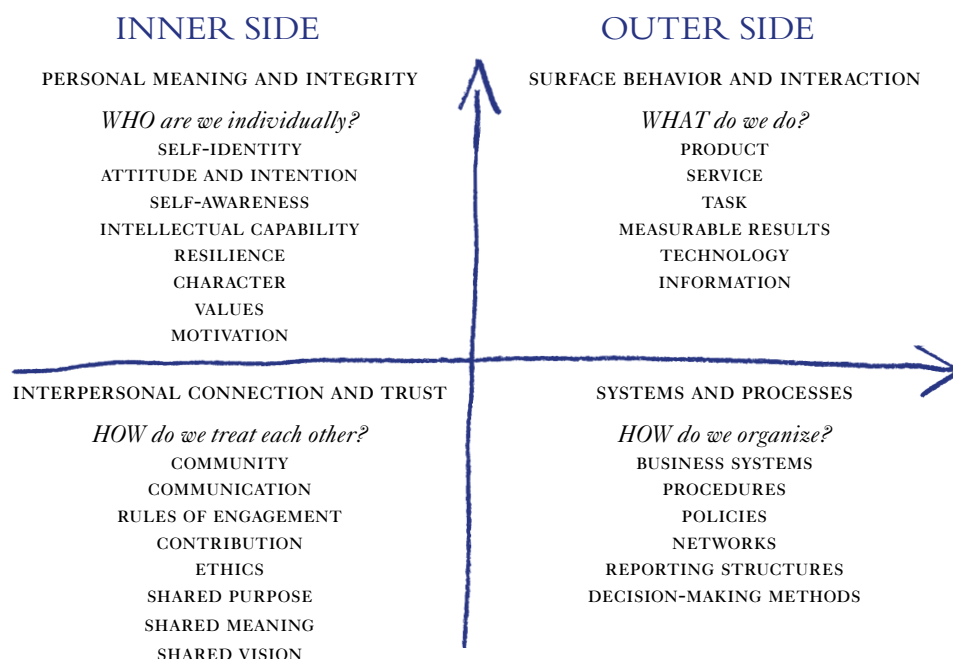 INNER SIDE
PERSONAL MEANING AND INTEGRITY
WHO are we individually?
SELF-IDENTITY
ATTITUDE AND INTENTION
SELF-AWARENESS
INTELLECTUAL CAPABILITY
RESILIENCE
CHARACTER
VALUES
MOTIVATION
OUTER SIDE
SURFACE BEHAVIOR AND INTERACTION
WHAT do we do?
PRODUCT
SERVICE
TASK
MEASURABLE RESULTS
TECHNOLOGY
INFORMATION
INTERPERSONAL CONNECTION AND TRUST
HOW do we treat each other?
COMMUNITY
COMMUNICATION
RULES OF ENGAGEMENT
CONTRIBUTION
ETHICS
SHARED PURPOSE
SHARED MEANING
SHARED VISION
SYSTEMS AND PROCESSES
HOW do we organize?
BUSINESS SYSTEMS
PROCEDURES
POLICIES
NETWORKS
REPORTING STRUCTURES
DECISION-MAKING METHODS